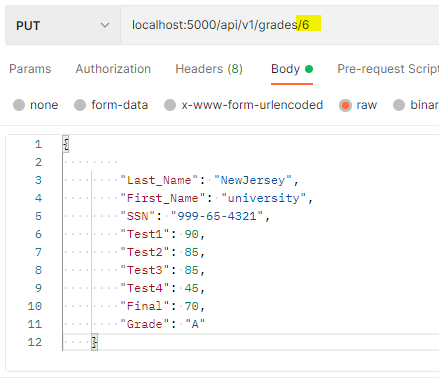 PUT localhost:5000/api/v1/grades/6
Params Authorization Headers (8) Body Pre-request Script
none form-data x-www-form-urlencoded raw binar
1 {
2
3 "Last_Name": "NewJersey",
4 "First_Name": "university",
5 "SSN": "999-65-4321",
6 "Test1": 90,
7 "Test2": 85,
8 "Test3": 85,
9 "Test4": 45,
10 "Final": 70,
11 "Grade": "A"
12 }